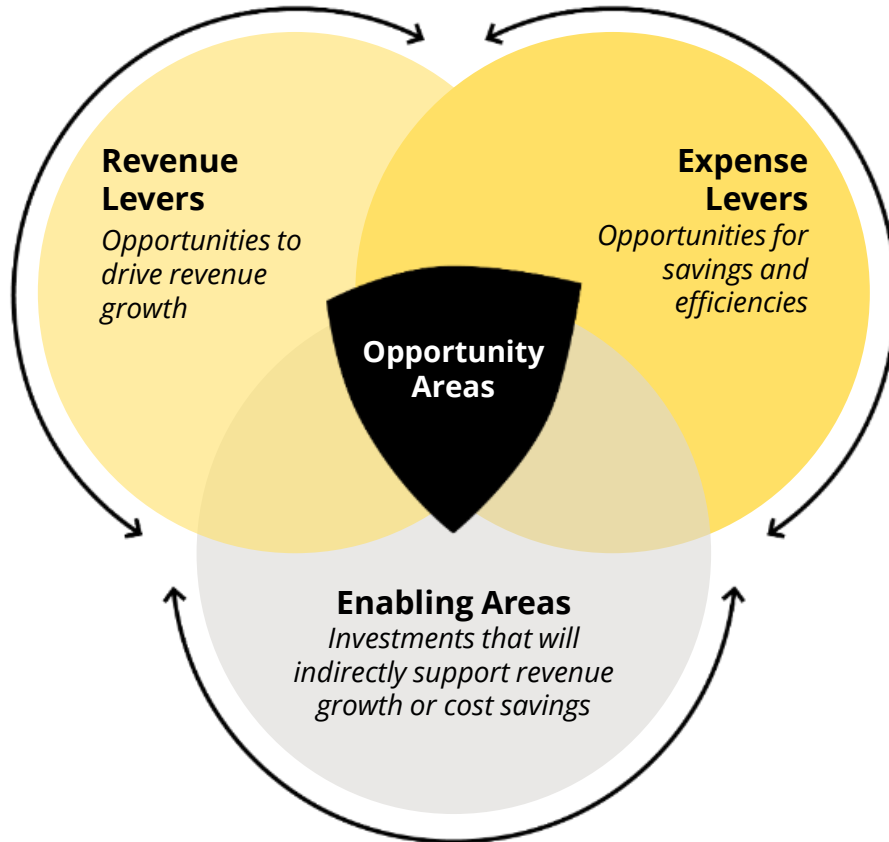 Revenue
Levers
Opportunities to
drive revenue
growth
Expense
Levers
Opportunities for
savings and
efficiencies
Opportunity
Areas
Enabling Areas
Investments that will
indirectly support revenue
growth or cost savings